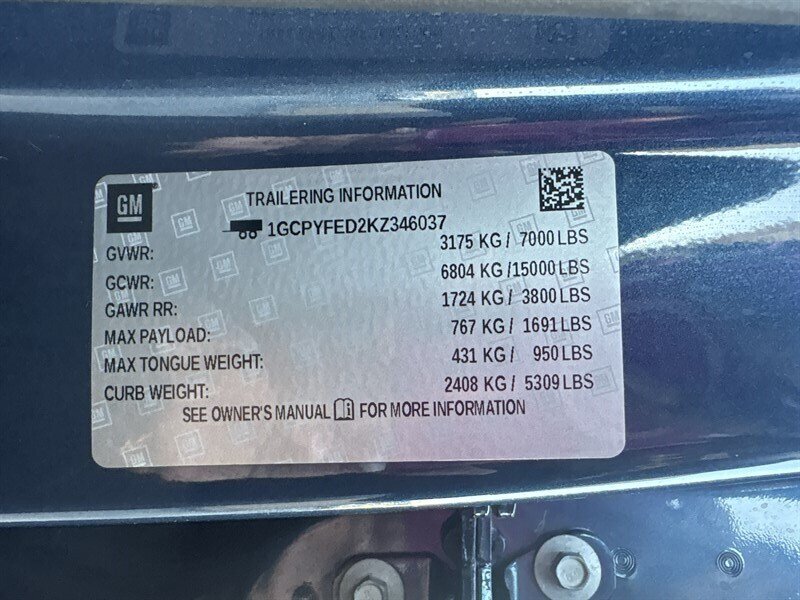 GM
TRAILERING INFORMATION
1GCPYFED2KZ346037
GVWR: 3175 KG / 7000 LBS
GCWR: 6804 KG /15000 LBS
GAWR RR: 1724 KG / 3800 LBS
MAX PAYLOAD: 767 KG / 1691 LBS
MAX TONGUE WEIGHT: 431 KG / 950 LBS
CURB WEIGHT: 2408 KG / 5309 LBS
SEE OWNER'S MANUAL FOR MORE INFORMATION